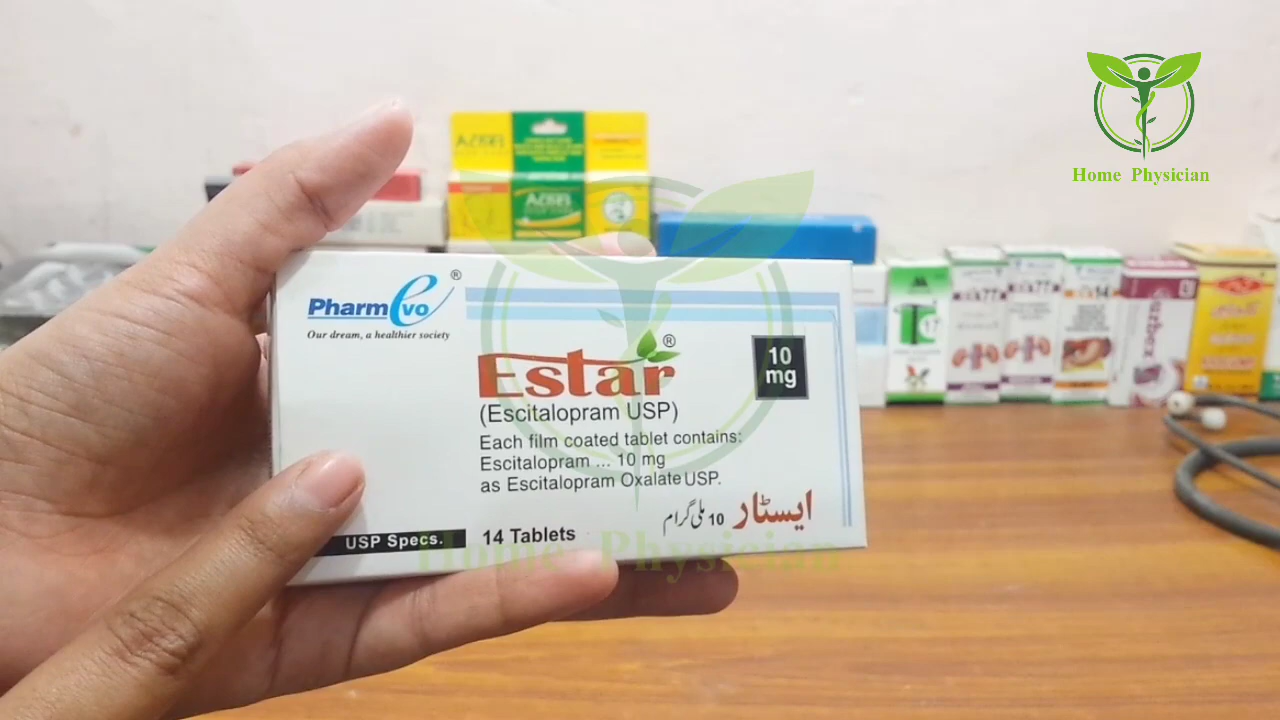 Home Physician
PharmEvo®
Our dream, a healthier society
Estar®
10 mg
(Escitalopram USP)
Each film coated tablet contains:
Escitalopram ... 10 mg
as Escitalopram Oxalate USP.
ایسٹار 10 ملی گرام
USP Specs.
14 Tablets
Home Physician